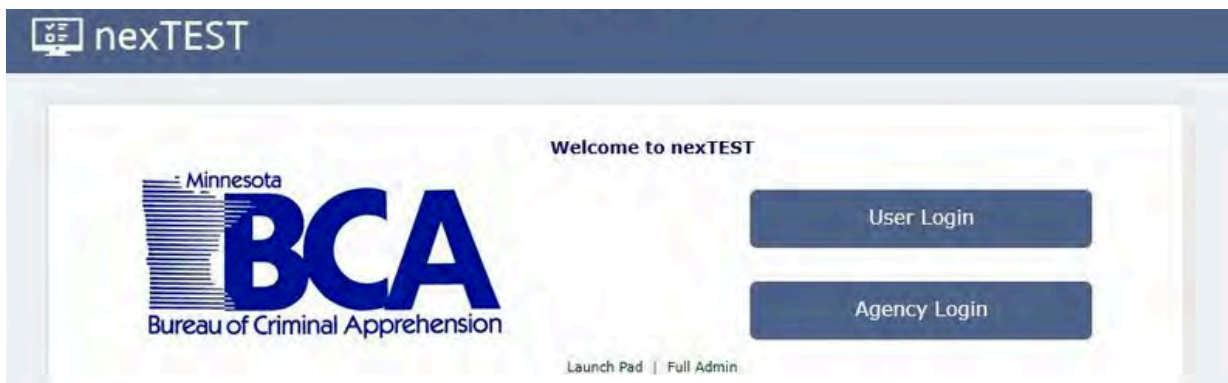 nexTEST
Welcome to nexTEST
Minnesota
BCA
Bureau of Criminal Apprehension
User Login
Agency Login
Launch Pad | Full Admin